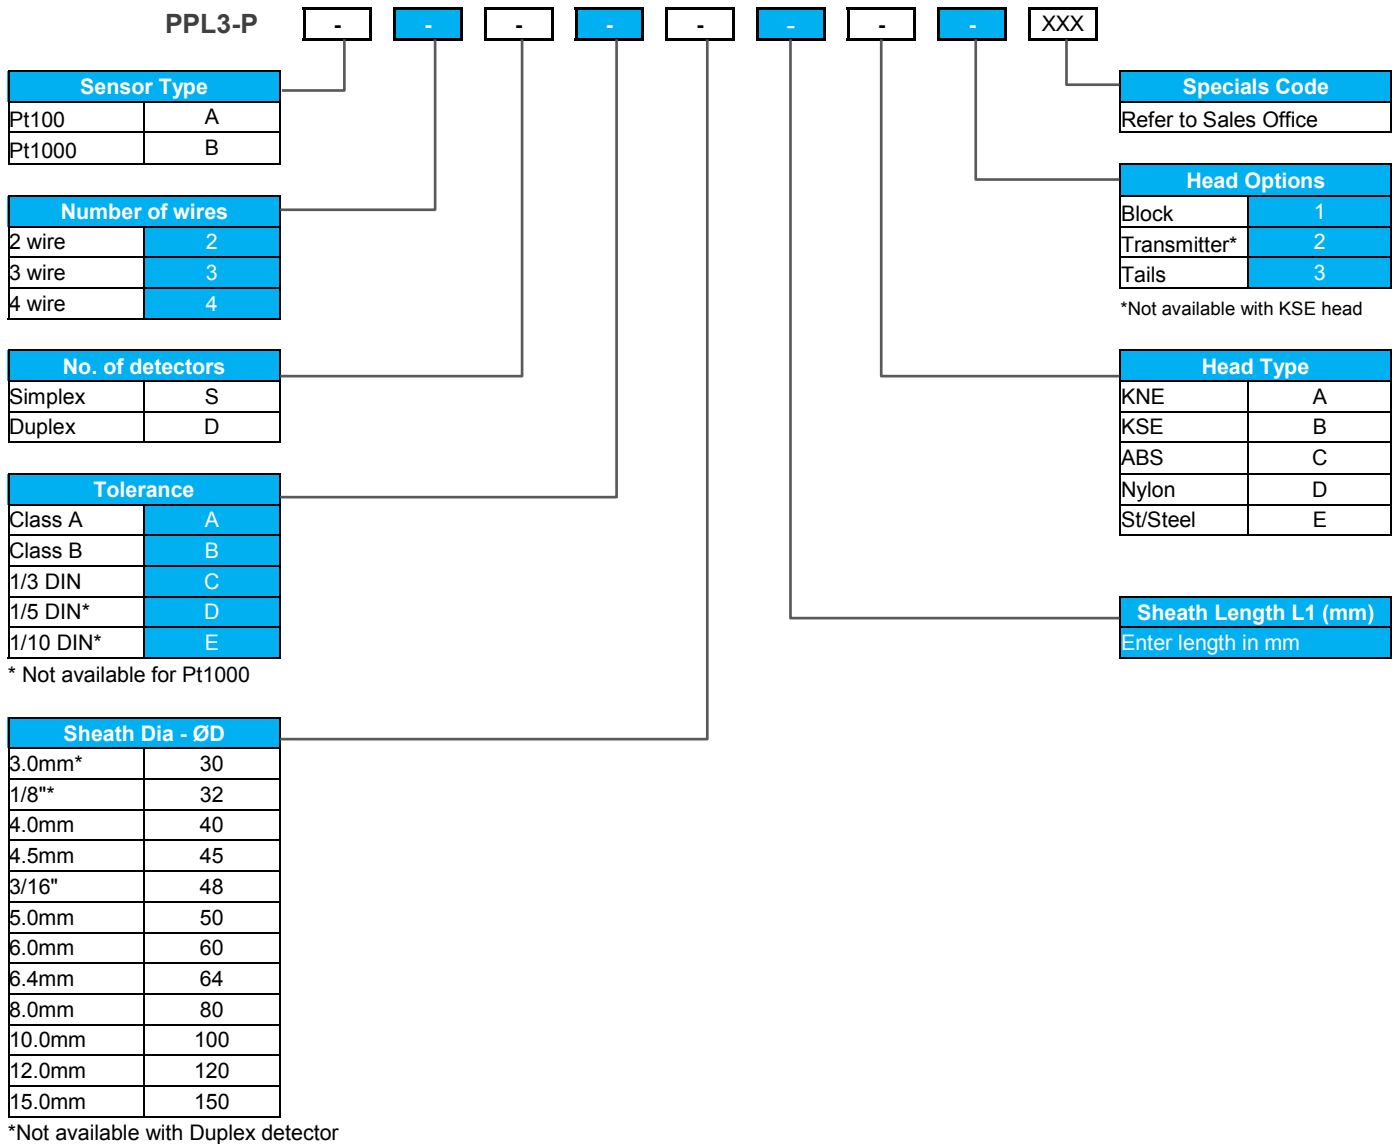 PPL3-P - - - - - - - - XXX
Sensor Type
Pt100 A
Pt1000 B
Number of wires
2 wire 2
3 wire 3
4 wire 4
No. of detectors
Simplex S
Duplex D
Tolerance
Class A A
Class B B
1/3 DIN C
1/5 DIN* D
1/10 DIN* E
* Not available for Pt1000
Sheath Dia - ØD
3.0mm* 30
1/8"* 32
4.0mm 40
4.5mm 45
3/16" 48
5.0mm 50
6.0mm 60
6.4mm 64
8.0mm 80
10.0mm 100
12.0mm 120
15.0mm 150
*Not available with Duplex detector
Specials Code
Refer to Sales Office
Head Options
Block 1
Transmitter* 2
Tails 3
*Not available with KSE head
Head Type
KNE A
KSE B
ABS C
Nylon D
St/Steel E
Sheath Length L1 (mm)
Enter length in mm